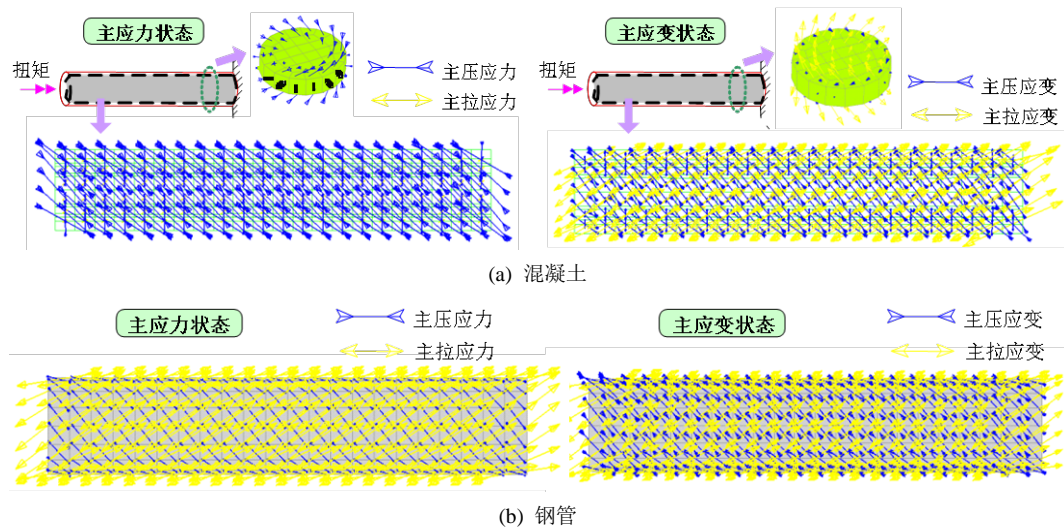 主应力状态
扭矩
主压应力
主拉应力
主应变状态
扭矩
主压应变
主拉应变
(a) 混凝土
主应力状态
主压应力
主拉应力
主应变状态
主压应变
主拉应变
(b) 钢管